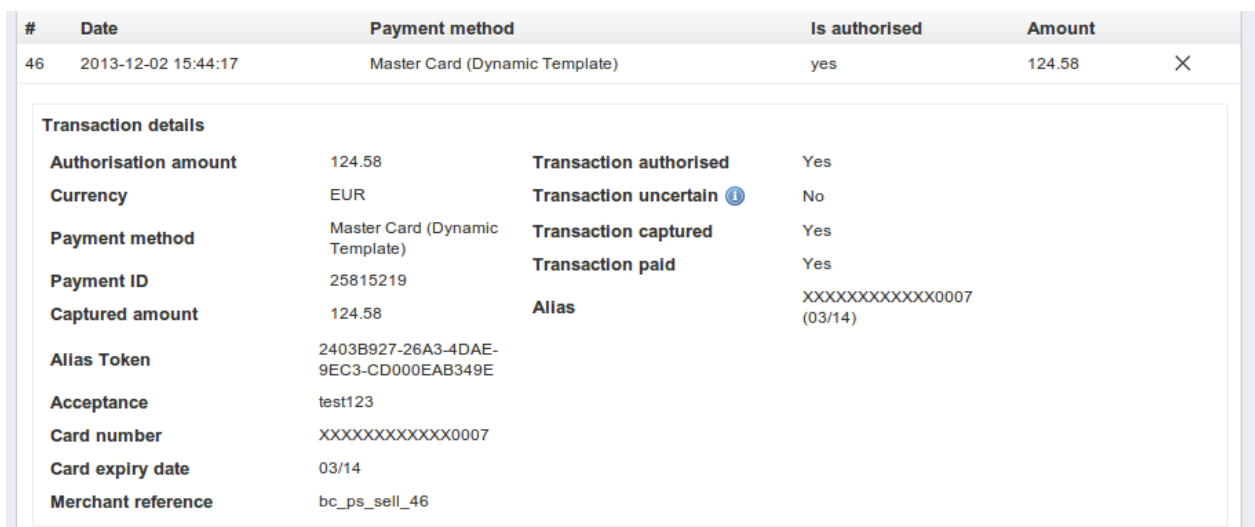 # Date Payment method Is authorised Amount
46 2013-12-02 15:44:17 Master Card (Dynamic Template) yes 124.58
Transaction details
Authorisation amount 124.58 Transaction authorised Yes
Currency EUR Transaction uncertain No
Payment method Master Card (Dynamic Template) Transaction captured Yes
Transaction paid Yes
Payment ID 25815219
Captured amount 124.58 Alias XXXXXXXXXXXX0007 (03/14)
Alias Token 2403B927-26A3-4DAE-
9EC3-CD000EAB349E
Acceptance test123
Card number XXXXXXXXXXXX0007
Card expiry date 03/14
Merchant reference bc_ps_sell_46